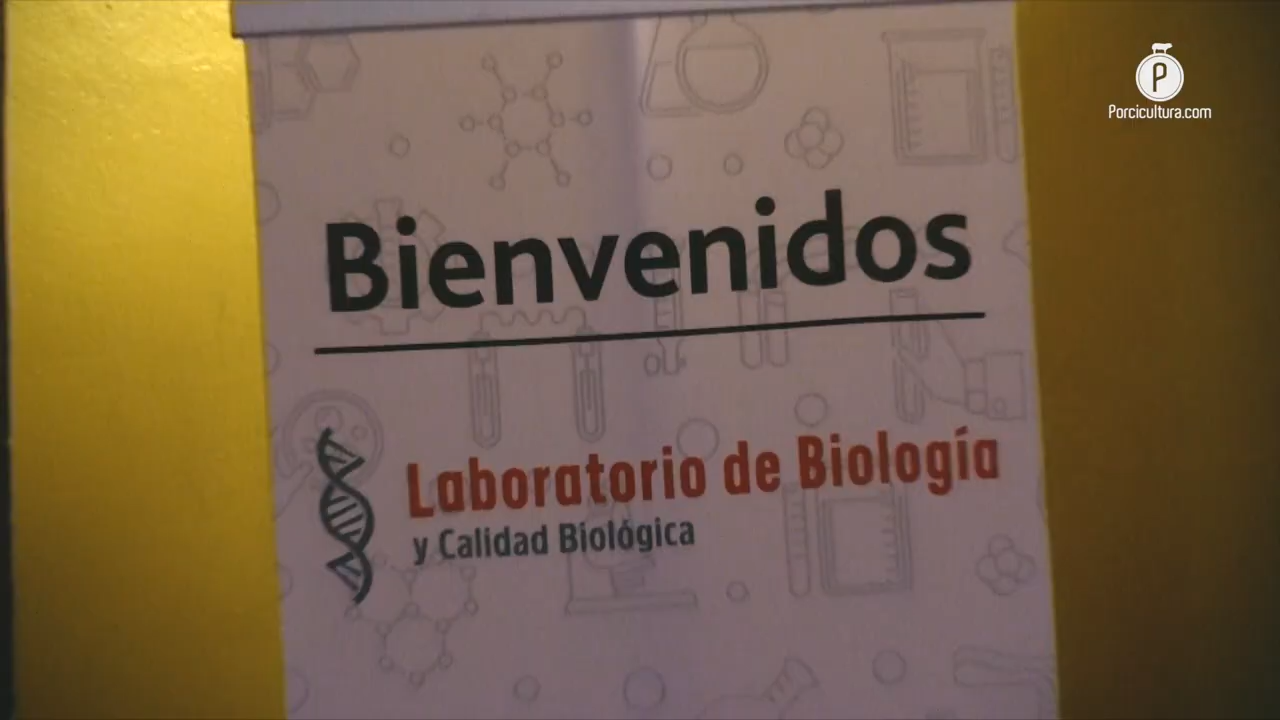 P
Porcicultura.com
Bienvenidos
Laboratorio de Biología
y Calidad Biológica